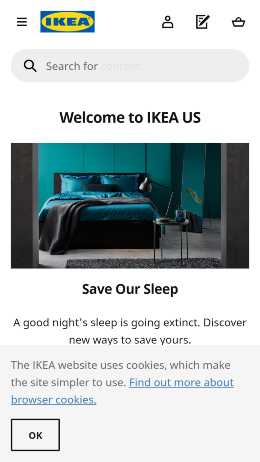 IKEA
Search for
Welcome to IKEA US
Save Our Sleep
A good night's sleep is going extinct. Discover
new ways to save yours.
The IKEA website uses cookies, which make
the site simpler to use. Find out more about
browser cookies.
OK